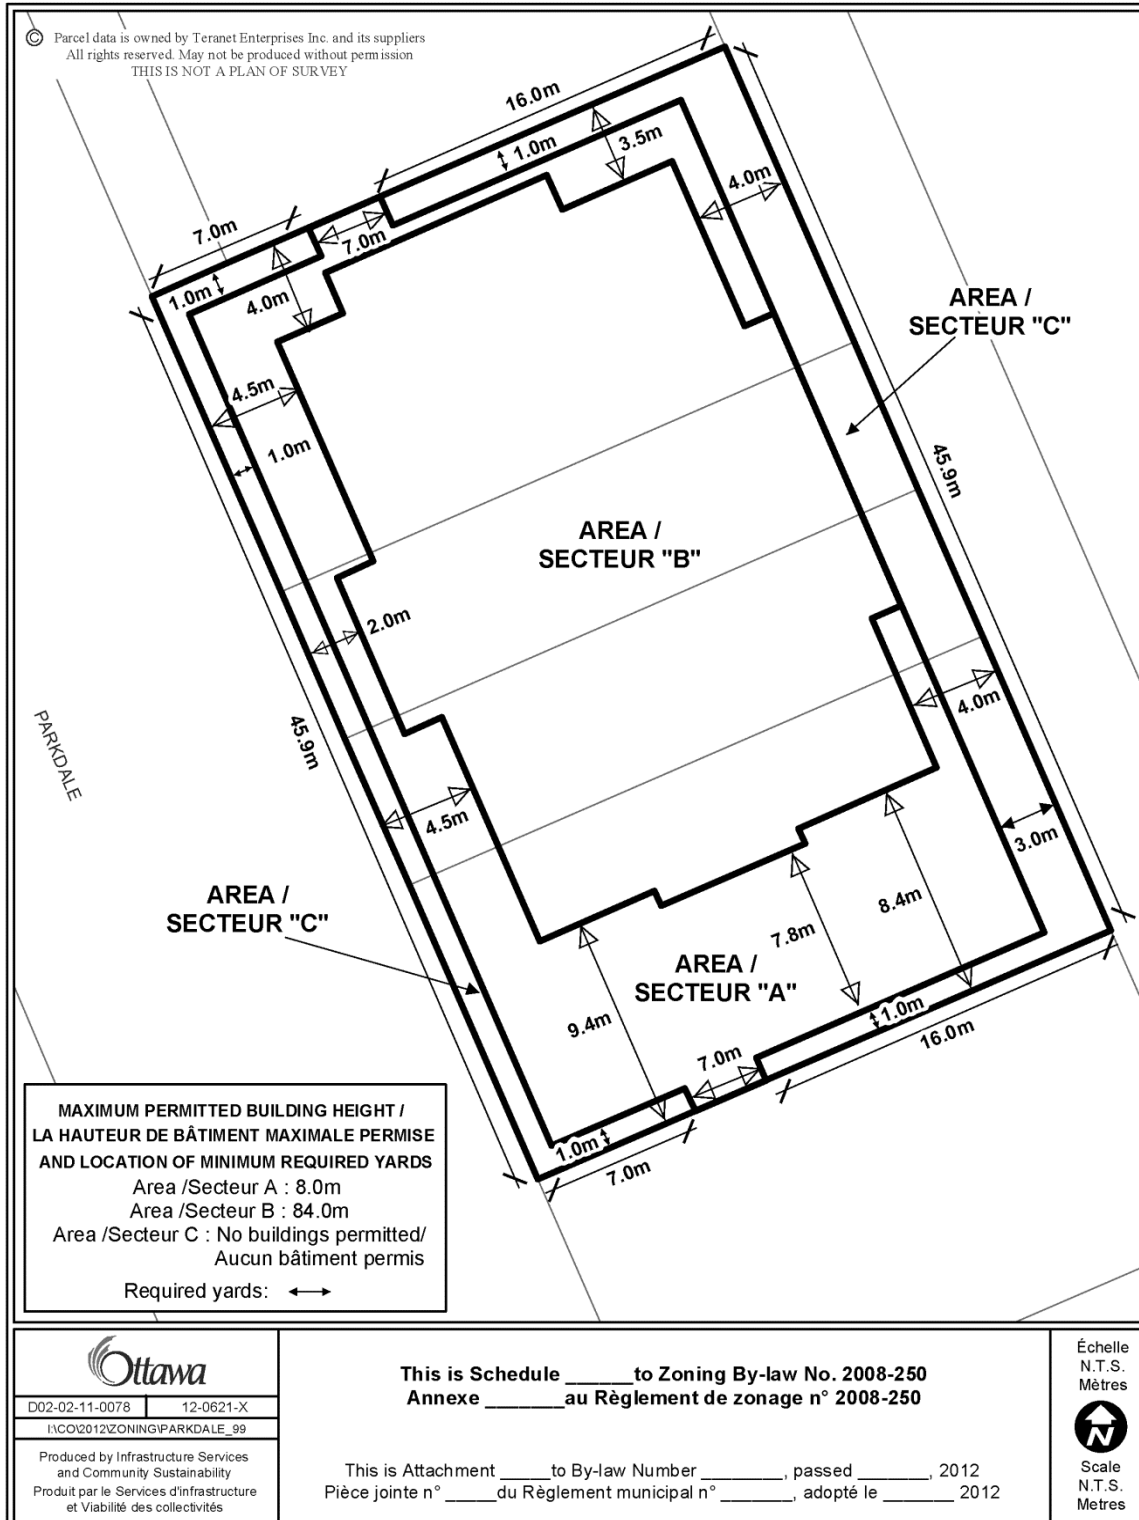 © Parcel data is owned by Teranet Enterprises Inc. and its suppliers
All rights reserved. May not be produced without permission
THIS IS NOT A PLAN OF SURVEY
16.0m
3.5m
1.0m
4.0m
7.0m
7.0m
1.0m
4.0m
AREA /
SECTEUR "C"
4.5m
1.0m
45.9m
AREA /
SECTEUR "B"
2.0m
4.0m
PARKDALE
45.9m
4.5m
3.0m
AREA /
SECTEUR "C"
8.4m
7.8m
AREA /
SECTEUR "A"
9.4m
1.0m
16.0m
7.0m
1.0m
7.0m
MAXIMUM PERMITTED BUILDING HEIGHT /
LA HAUTEUR DE BÂTIMENT MAXIMALE PERMISE
AND LOCATION OF MINIMUM REQUIRED YARDS
Area /Secteur A : 8.0m
Area /Secteur B : 84.0m
Area /Secteur C : No buildings permitted/
Aucun bâtiment permis
Required yards:
Ottawa
D02-02-11-0078 12-0621-X
I:\CO\2012\ZONING\PARKDALE_99
Produced by Infrastructure Services
and Community Sustainability
Produit par le Services d'infrastructure
et Viabilité des collectivités
This is Schedule ______ to Zoning By-law No. 2008-250
Annexe _______ au Règlement de zonage n° 2008-250
This is Attachment _____ to By-law Number ________, passed _______, 2012
Pièce jointe n° _____ du Règlement municipal n° _______, adopté le _______ 2012
Échelle
N.T.S.
Mètres
N
Scale
N.T.S.
Metres